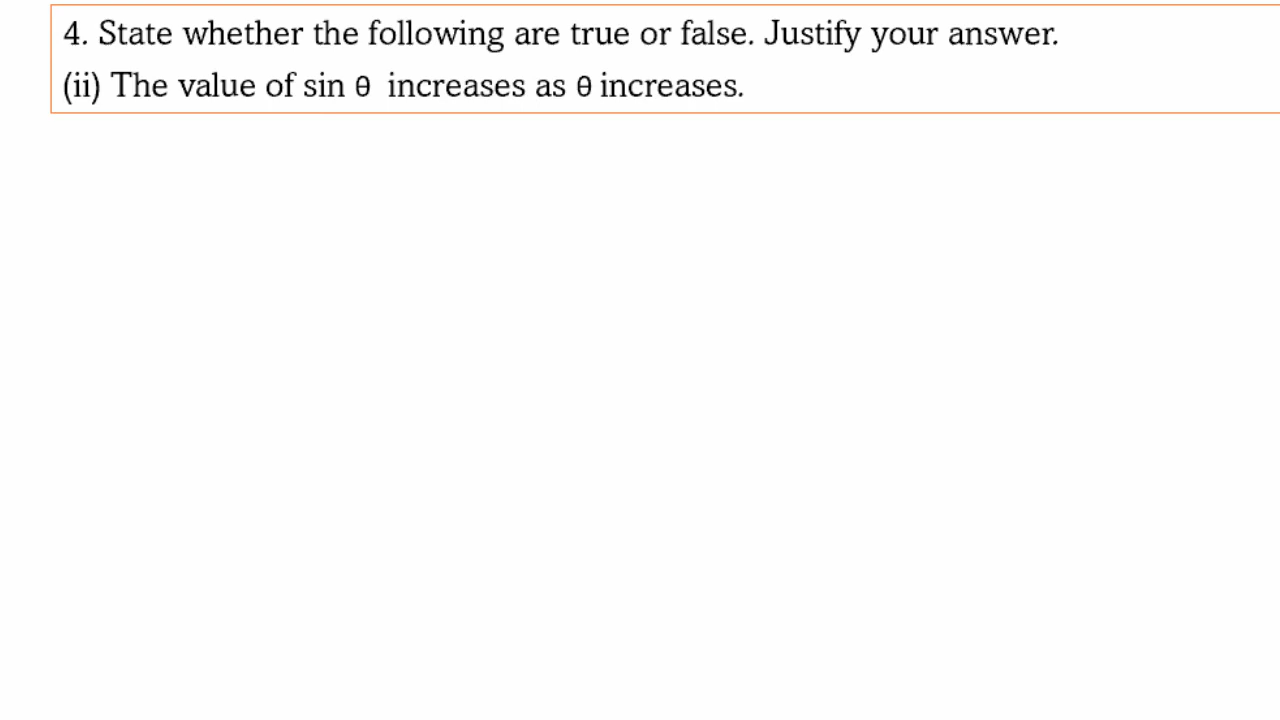 4. State whether the following are true or false. Justify your answer.
(ii) The value of sin θ increases as θ increases.